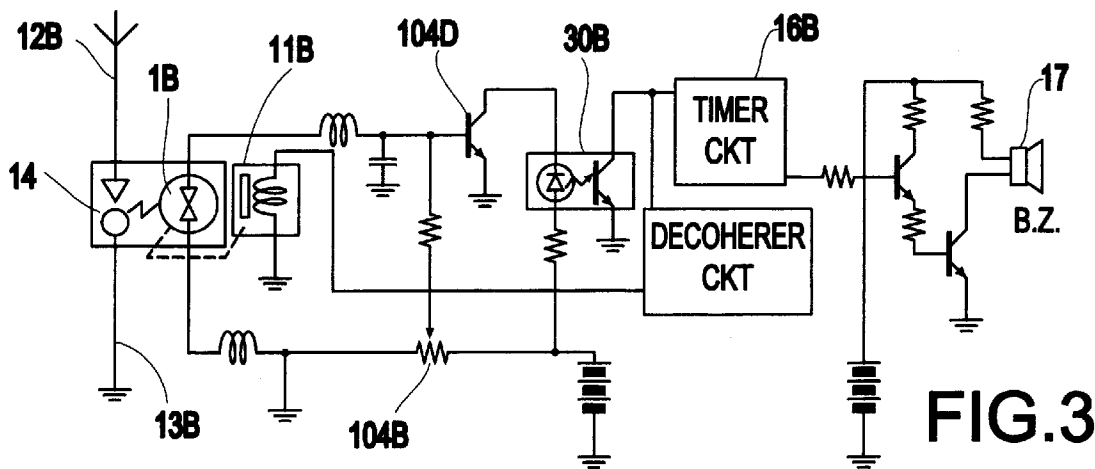 12B
1B
11B
104D
30B
16B
17
14
TIMER
CKT
DECOHERER
CKT
B.Z.
13B
104B
FIG.3